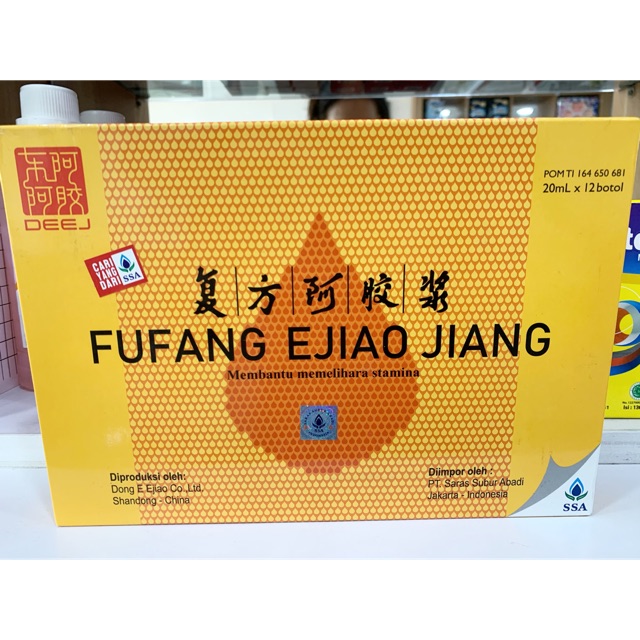 东阿
阿胶
DEEJ
POM TI 164 650 681
20mL x 12 botol
CARI
YANG
DARI
SSA
复方阿胶浆
FUFANG EJIAO JIANG
Membantu memelihara stamina
SSA
Diproduksi oleh:
Dong E Ejiao Co.,Ltd.
Shandong - China
Diimpor oleh :
PT. Saras Subur Abadi
Jakarta - Indonesia
SSA